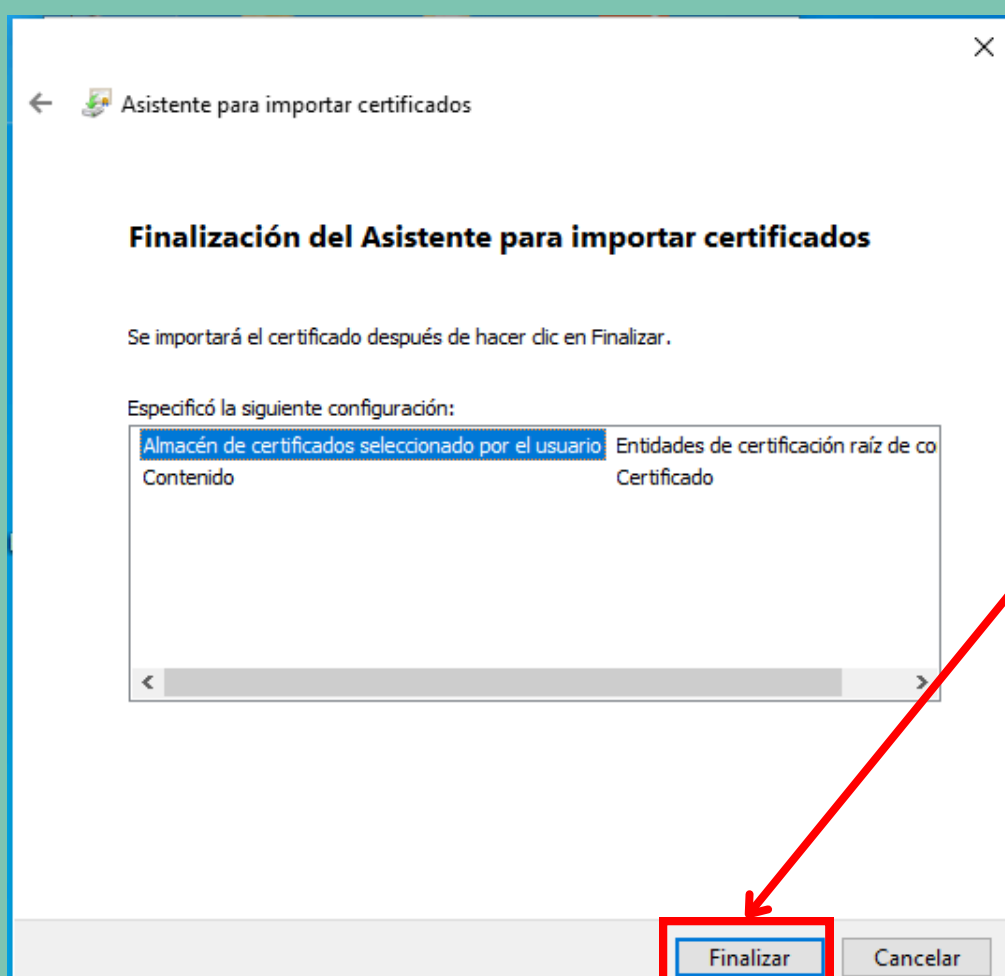 Asistente para importar certificados
Finalización del Asistente para importar certificados
Se importará el certificado después de hacer clic en Finalizar.
Especificó la siguiente configuración:
Almacén de certificados seleccionado por el usuario Entidades de certificación raíz de co
Contenido Certificado
Finalizar Cancelar